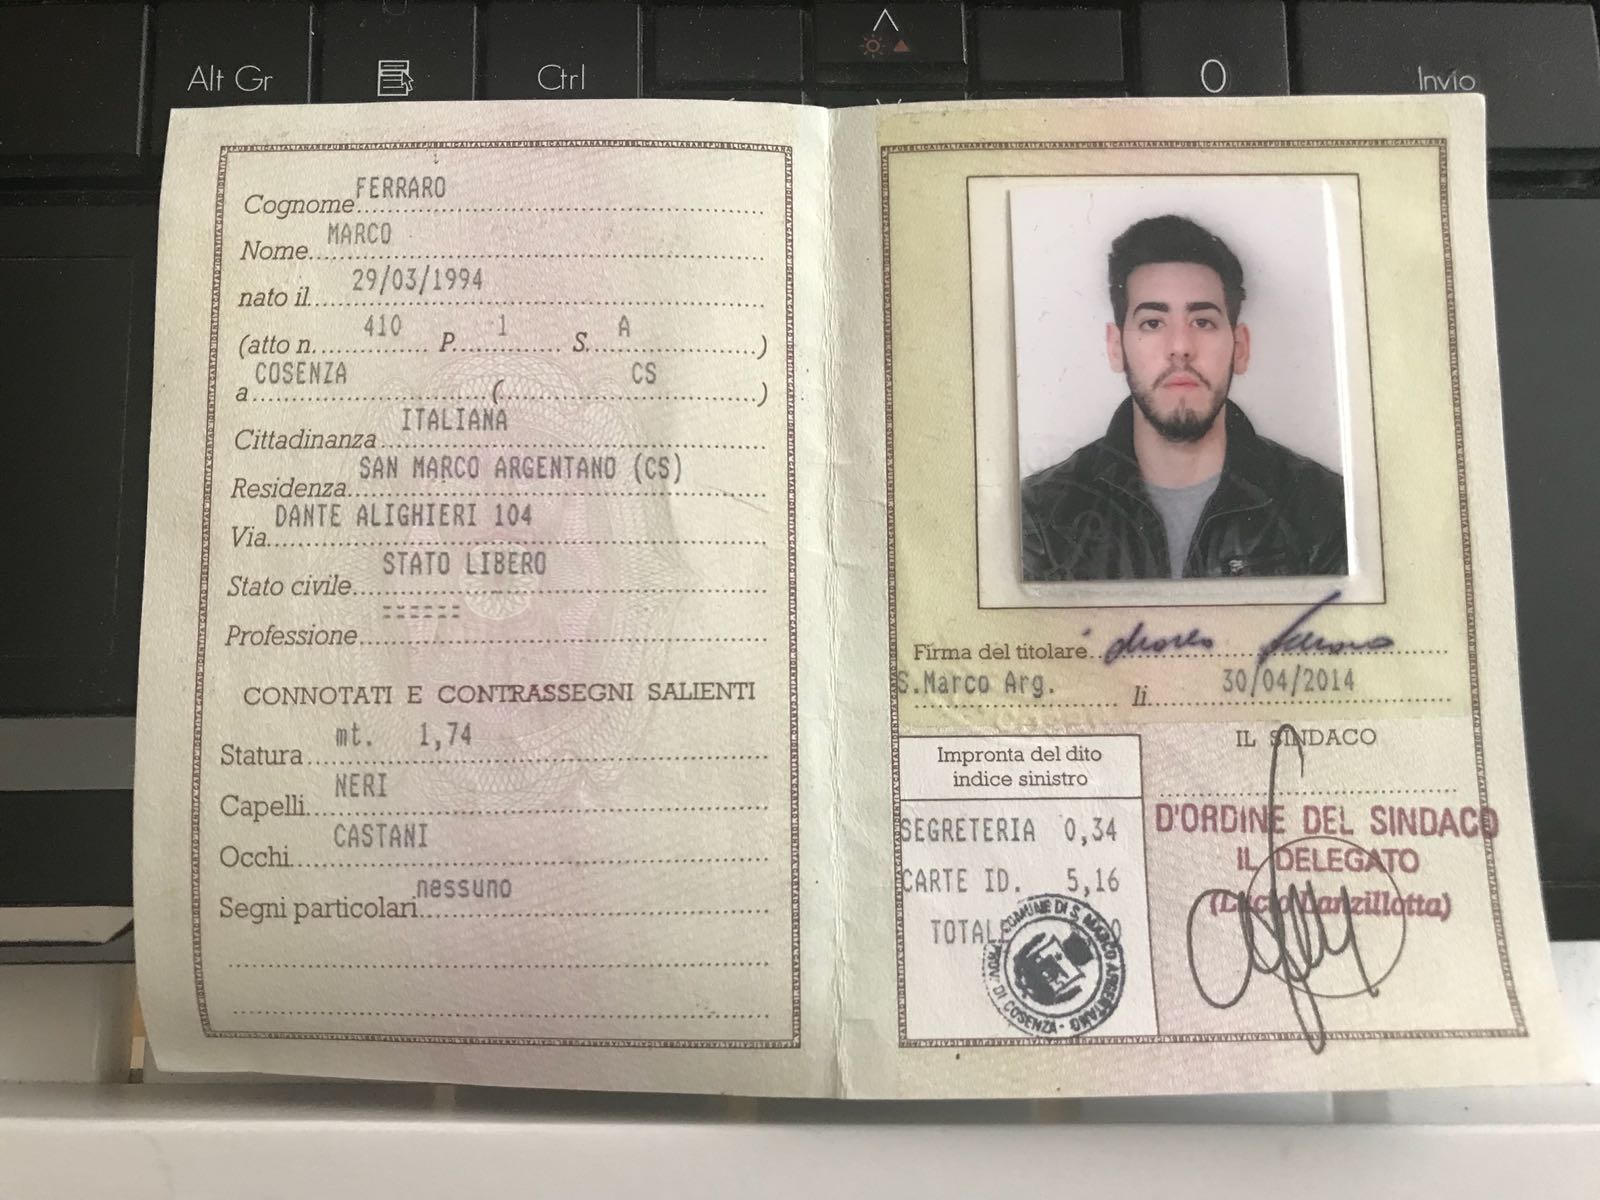 Alt Gr
Ctrl
0
Invio
Cognome FERRARO
Nome MARCO
nato il 29/03/1994
(atto n. 410 P. 1 S. A )
a COSENZA ( CS )
Cittadinanza ITALIANA
Residenza SAN MARCO ARGENTANO (CS)
Via DANTE ALIGHIERI 104
Stato civile STATO LIBERO
Professione ======
CONNOTATI E CONTRASSEGNI SALIENTI
Statura mt. 1,74
Capelli NERI
Occhi CASTANI
Segni particolari nessuno
Firma del titolare Marco Ferraro
S.Marco Arg. li 30/04/2014
IL SINDACO
Impronta del dito
indice sinistro
SEGRETERIA 0,34
CARTE ID. 5,16
TOTALE
COMUNE DI S. MARCO ARGENTANO
DI COSENZA
D'ORDINE DEL SINDACO
IL DELEGATO
(Lucio Lanzillotta)